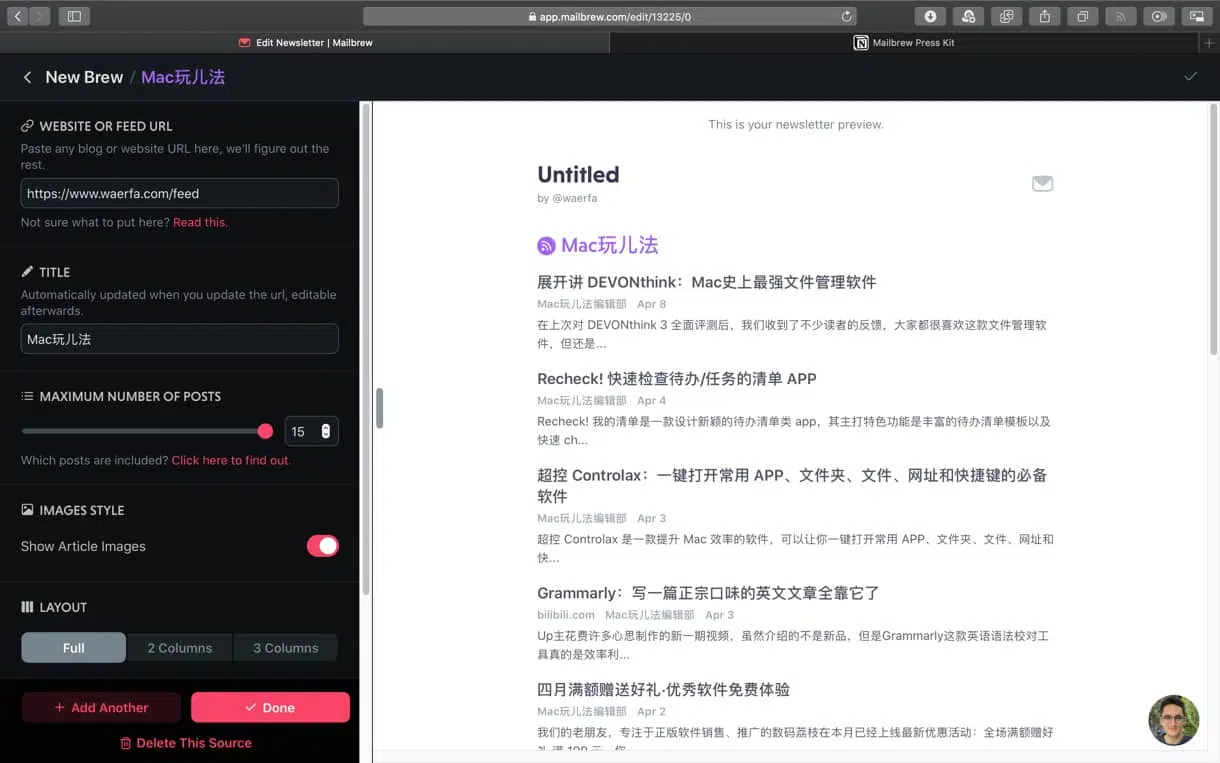 app.mailbrew.com/edit/13225/0
Edit Newsletter | Mailbrew
Mailbrew Press Kit
New Brew / Mac玩儿法
WEBSITE OR FEED URL
Paste any blog or website URL here, we'll figure out the
rest.
https://www.waerfa.com/feed
Not sure what to put here? Read this.
TITLE
Automatically updated when you update the url, editable
afterwards.
Mac玩儿法
MAXIMUM NUMBER OF POSTS
15
Which posts are included? Click here to find out.
IMAGES STYLE
Show Article Images
LAYOUT
Full 2 Columns 3 Columns
+ Add Another Done
Delete This Source
This is your newsletter preview.
Untitled
by @waerfa
Mac玩儿法
展开讲 DEVONthink：Mac史上最强文件管理软件
Mac玩儿法编辑部 Apr 8
在上次对 DEVONthink 3 全面评测后，我们收到了不少读者的反馈，大家都很喜欢这款文件管理软
件，但还是...
Recheck! 快速检查待办/任务的清单 APP
Mac玩儿法编辑部 Apr 4
Recheck! 我的清单是一款设计新颖的待办清单类 app，其主打特色功能是丰富的待办清单模板以及
快速 ch...
超控 Controlax：一键打开常用 APP、文件夹、文件、网址和快捷键的必备
软件
Mac玩儿法编辑部 Apr 3
超控 Controlax 是一款提升 Mac 效率的软件，可以让你一键打开常用 APP、文件夹、文件、网址和
快...
Grammarly：写一篇正宗口味的英文文章全靠它了
bilibili.com Mac玩儿法编辑部 Apr 3
Up主花费许多心思制作的新一期视频，虽然介绍的不是新品，但是Grammarly这款英语语法校对工
具真的是效率利...
四月满额赠送好礼·优秀软件免费体验
Mac玩儿法编辑部 Apr 2
我们的老朋友，专注于正版软件销售、推广的数码荔枝在本月已经上线最新优惠活动：全场满额赠好